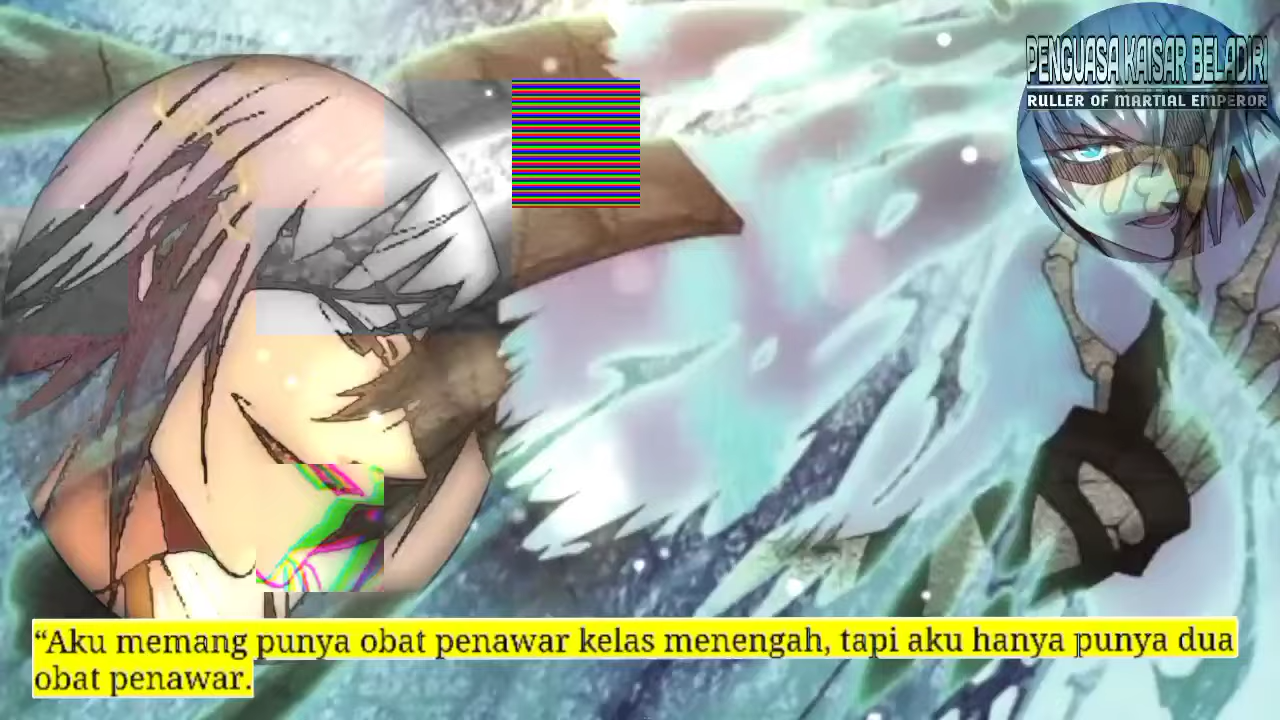 PENGUASA KAISAR BELADIRI
RULLER OF MARTIAL EMPEROR
“Aku memang punya obat penawar kelas menengah, tapi aku hanya punya dua
obat penawar.